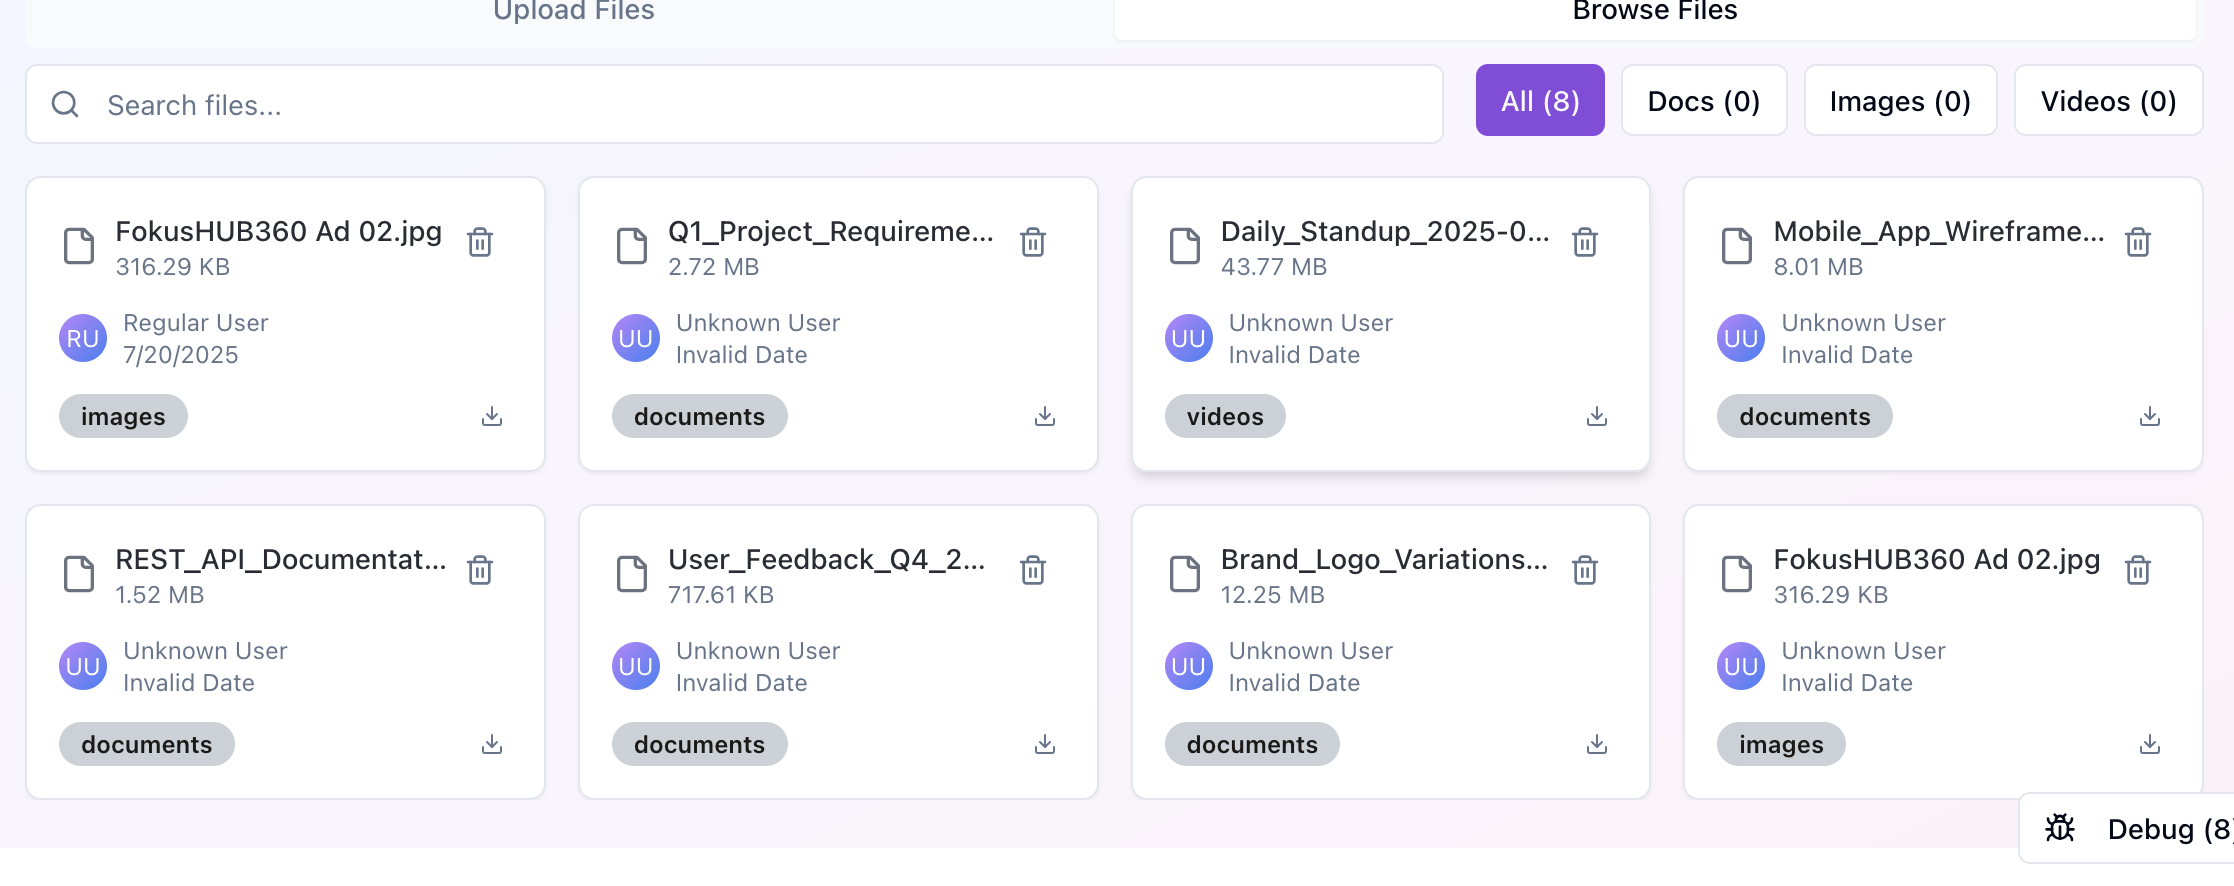 Upload Files
Browse Files
Search files...
All (8)
Docs (0)
Images (0)
Videos (0)
FokusHUB360 Ad 02.jpg
316.29 KB
RU
Regular User
7/20/2025
images
Q1_Project_Requireme...
2.72 MB
UU
Unknown User
Invalid Date
documents
Daily_Standup_2025-0...
43.77 MB
UU
Unknown User
Invalid Date
videos
Mobile_App_Wireframe...
8.01 MB
UU
Unknown User
Invalid Date
documents
REST_API_Documentat...
1.52 MB
UU
Unknown User
Invalid Date
documents
User_Feedback_Q4_2...
717.61 KB
UU
Unknown User
Invalid Date
documents
Brand_Logo_Variations...
12.25 MB
UU
Unknown User
Invalid Date
documents
FokusHUB360 Ad 02.jpg
316.29 KB
UU
Unknown User
Invalid Date
images
Debug (8)